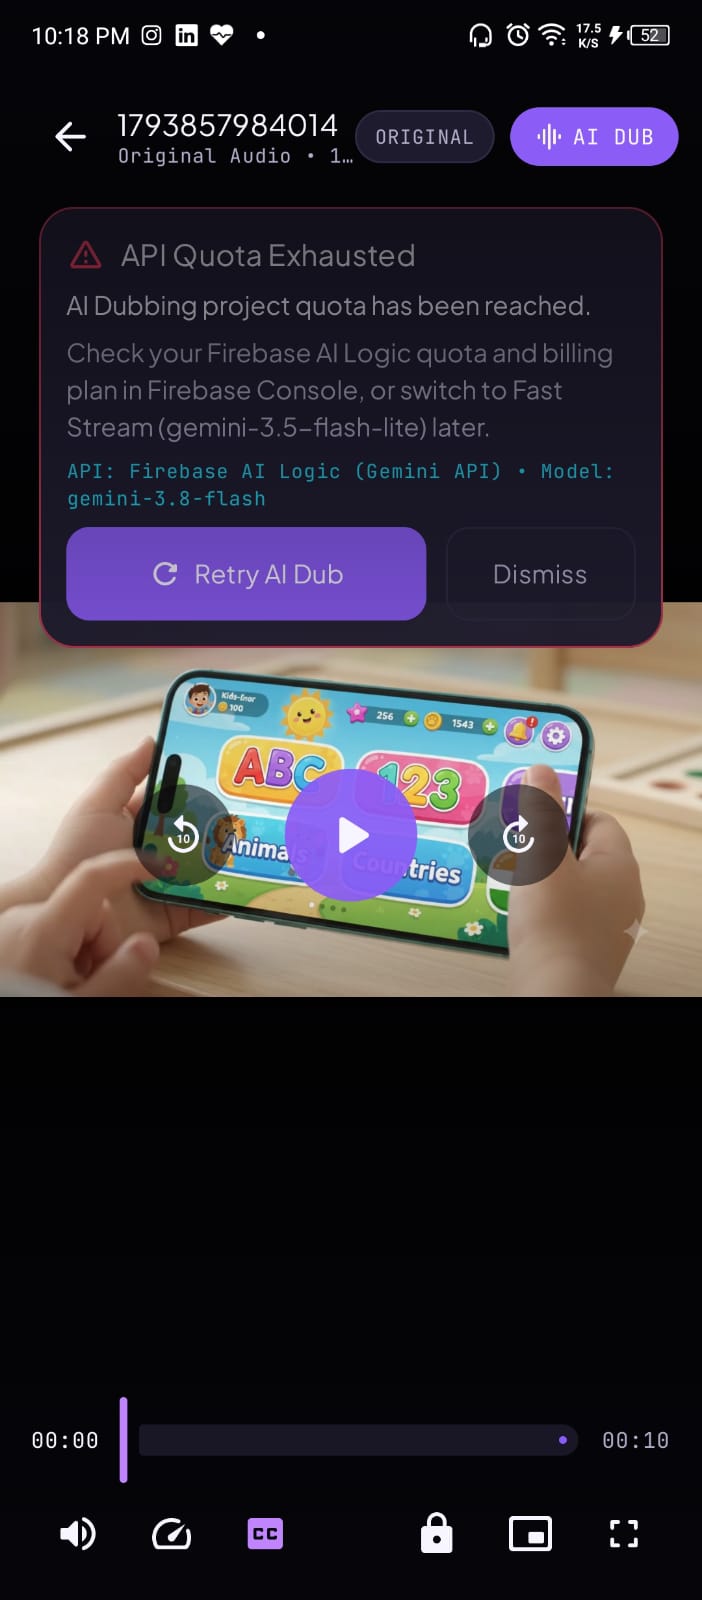 10:18 PM
17.5
K/S
52
1793857984014
Original Audio • 1…
ORIGINAL
AI DUB
API Quota Exhausted
AI Dubbing project quota has been reached.
Check your Firebase AI Logic quota and billing
plan in Firebase Console, or switch to Fast
Stream (gemini-3.5-flash-lite) later.
API: Firebase AI Logic (Gemini API) • Model:
gemini-3.8-flash
Retry AI Dub
Dismiss
100
256
1543
ABC
123
10
10
Animals
Countries
00:00
00:10
CC